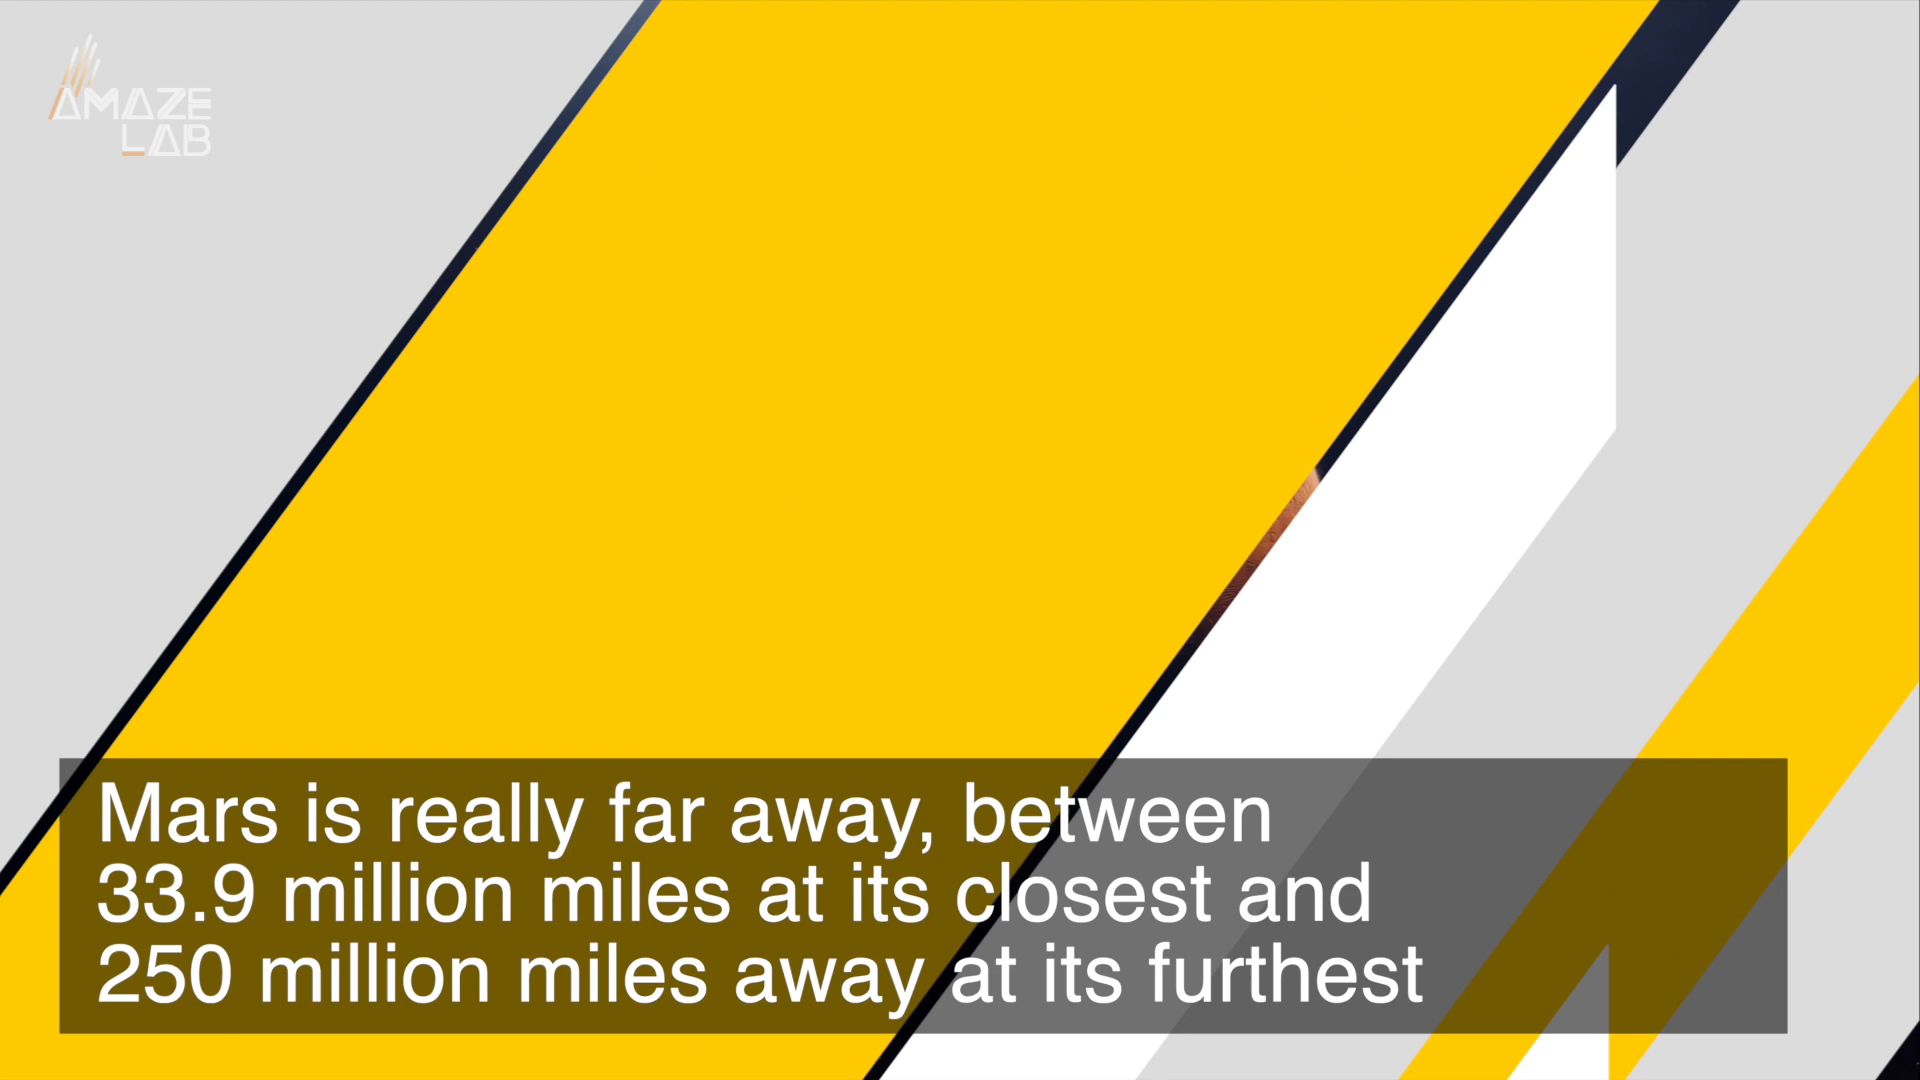 AMAZE
LAB
Mars is really far away, between
33.9 million miles at its closest and
250 million miles away at its furthest